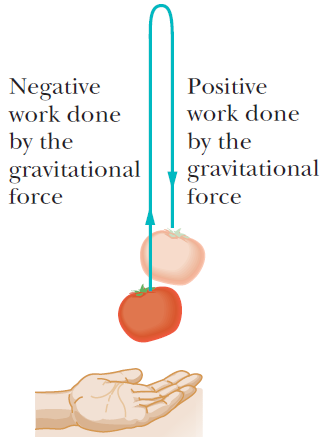 Negative
work done
by the
gravitational
force
Positive
work done
by the
gravitational
force